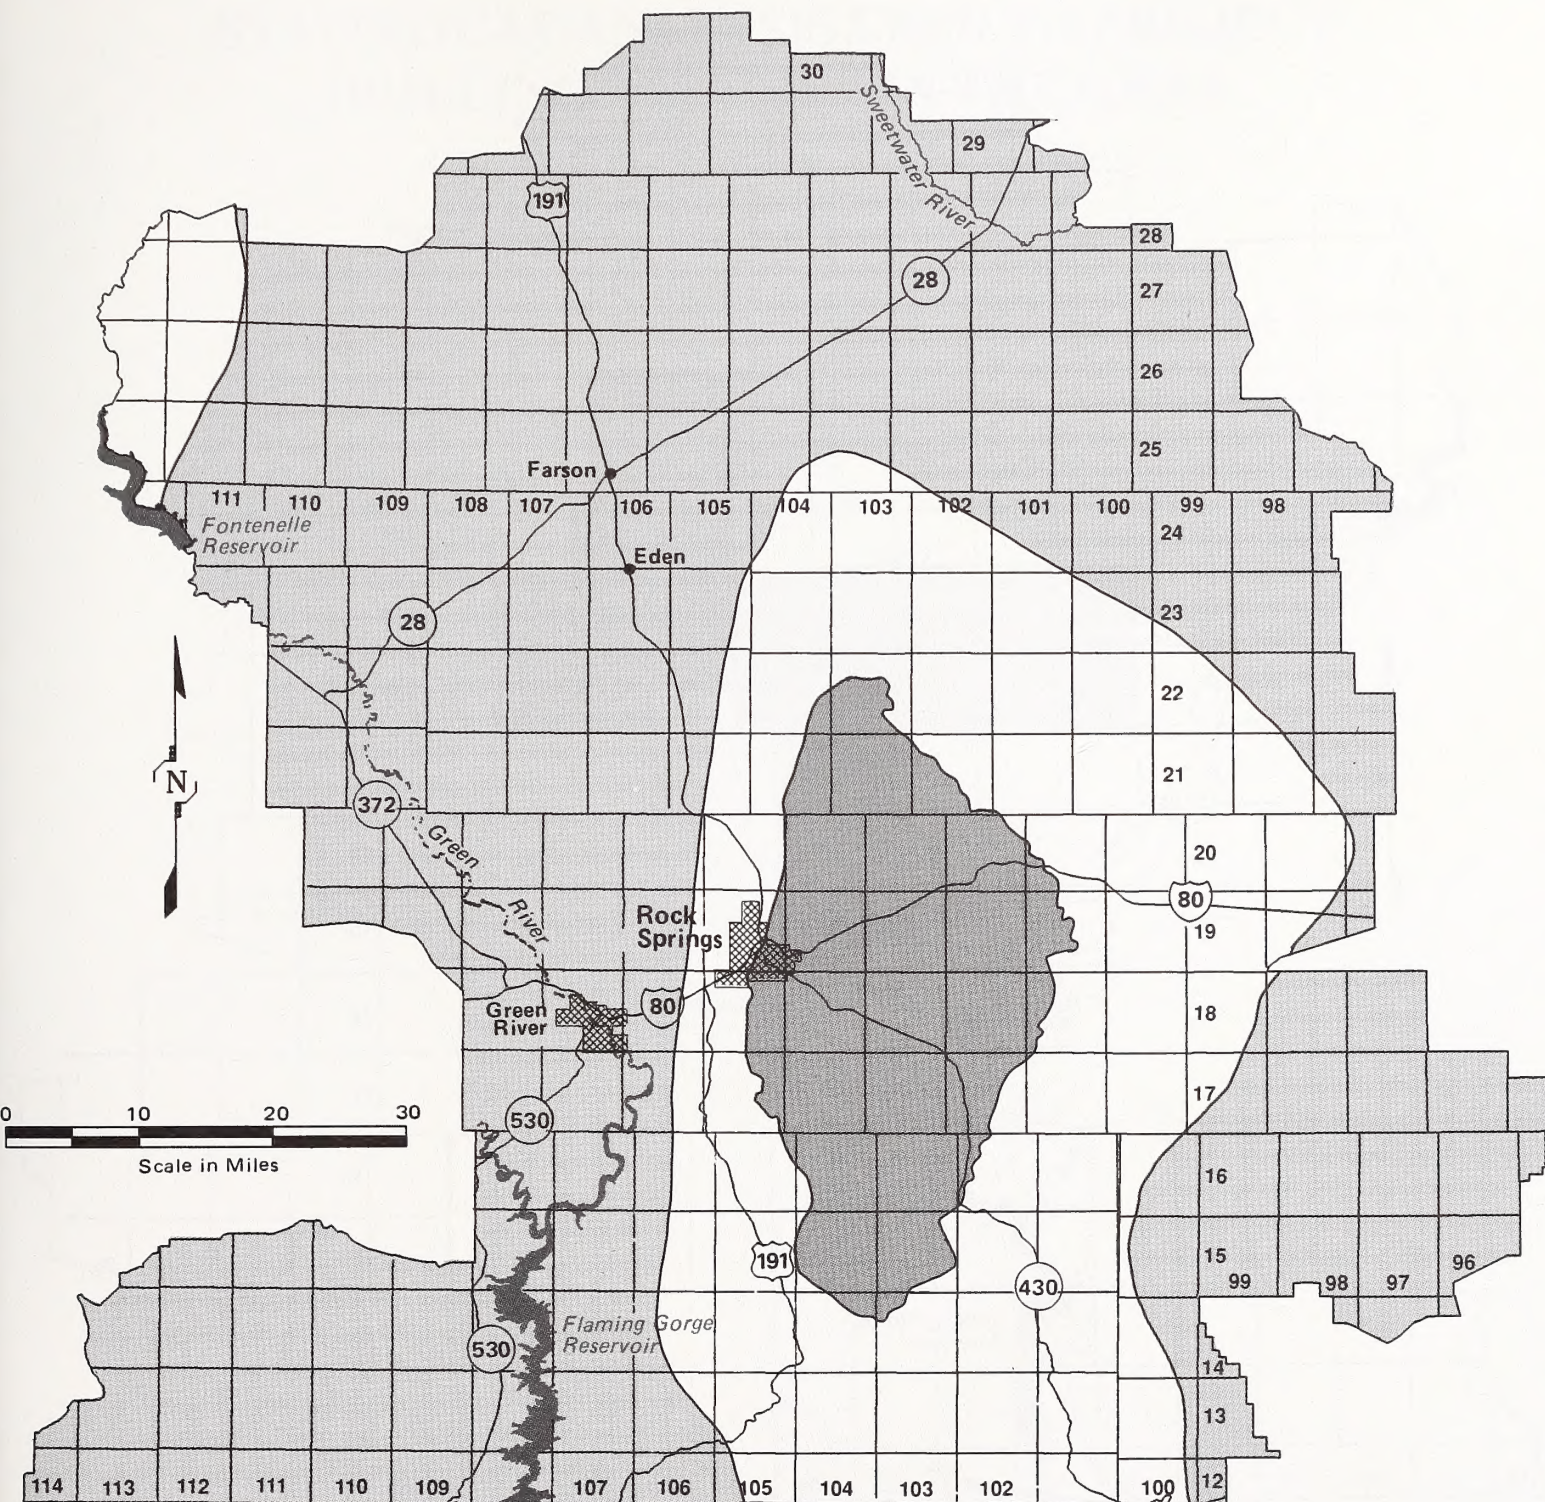 30
Sweetwater River
29
191
28
28
27
28
26
25
Farson
111 110 109 108 107 106 105 104 103 102 101 100 99 98
Fontenelle
Reservoir
24
Eden
23
28
22
N
21
372
Green
River
20
80
Rock
Springs
19
80
Green
River
18
17
0 10 20 30
Scale in Miles
530
16
191
15
96
99 98 97
430
Flaming Gorge
Reservoir
530
14
13
114 113 112 111 110 109 107 106 105 104 103 102 100 12